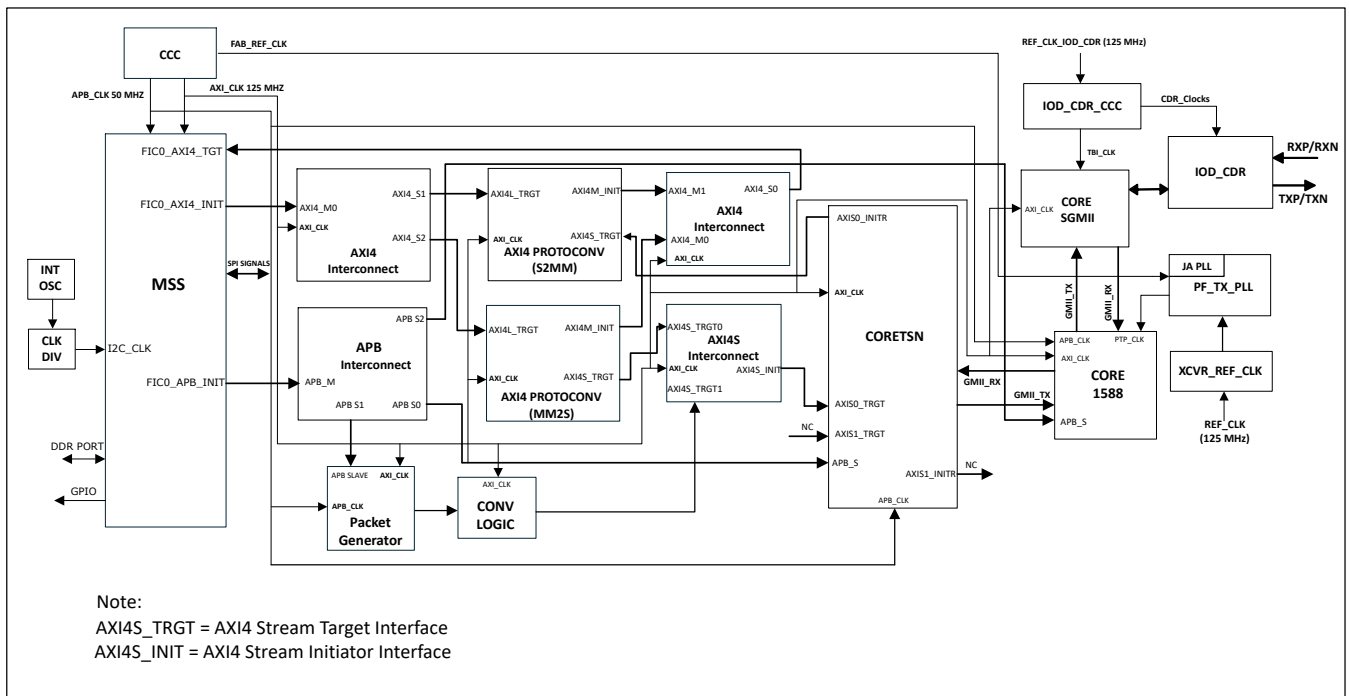 CCC
FAB_REF_CLK
APB_CLK 50 MHZ
AXI_CLK 125 MHZ
REF_CLK_IOD_CDR (125 MHz)
IOD_CDR_CCC
CDR_Clocks
TBI_CLK
IOD_CDR
RXP/RXN
TXP/TXN
CORE
SGMII
AXI_CLK
GMII_TX
GMII_RX
JA PLL
PF_TX_PLL
XCVR_REF_CLK
REF_CLK
(125 MHz)
APB_CLK
PTP_CLK
AXI_CLK
CORE
1588
APB_S
GMII_RX
GMII_TX
FIC0_AXI4_TGT
FIC0_AXI4_INIT
MSS
SPI SIGNALS
I2C_CLK
FIC0_APB_INIT
INT
OSC
CLK
DIV
DDR PORT
GPIO
AXI4_S1
AXI4_M0
AXI_CLK
AXI4_S2
AXI4
Interconnect
AXI4L_TRGT
AXI4M_INIT
AXI_CLK
AXI4S_TRGT
AXI4 PROTOCONV
(S2MM)
AXI4_M1
AXI4_S0
AXI4
Interconnect
AXI4_M0
AXI_CLK
APB S2
APB
Interconnect
APB_M
APB S1
APB S0
AXI4L_TRGT
AXI4M_INIT
AXI_CLK
AXI4S_TRGT
AXI4 PROTOCONV
(MM2S)
AXI4S_TRGT0
AXI4S
Interconnect
AXI_CLK
AXI4S_INIT
AXI4S_TRGT1
AXIS0_INITR
AXI_CLK
CORETSN
AXIS0_TRGT
NC
AXIS1_TRGT
APB_S
AXIS1_INITR
NC
APB_CLK
APB SLAVE
AXI_CLK
APB_CLK
Packet
Generator
AXI_CLK
CONV
LOGIC
Note:
AXI4S_TRGT = AXI4 Stream Target Interface
AXI4S_INIT = AXI4 Stream Initiator Interface